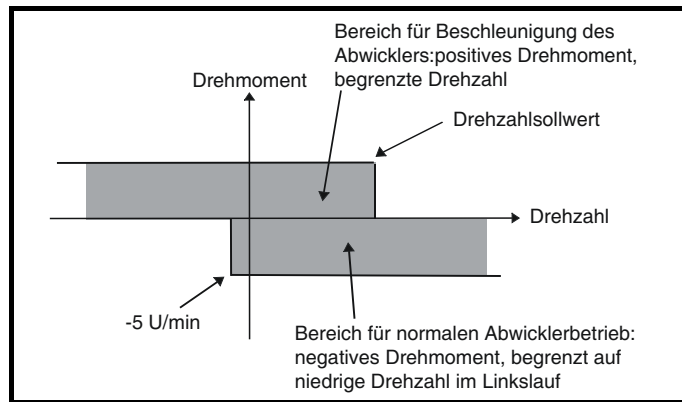 Bereich für Beschleunigung des
Abwicklers:positives Drehmoment,
begrenzte Drehzahl
Drehmoment
Drehzahlsollwert
Drehzahl
-5 U/min
Bereich für normalen Abwicklerbetrieb:
negatives Drehmoment, begrenzt auf
niedrige Drehzahl im Linkslauf